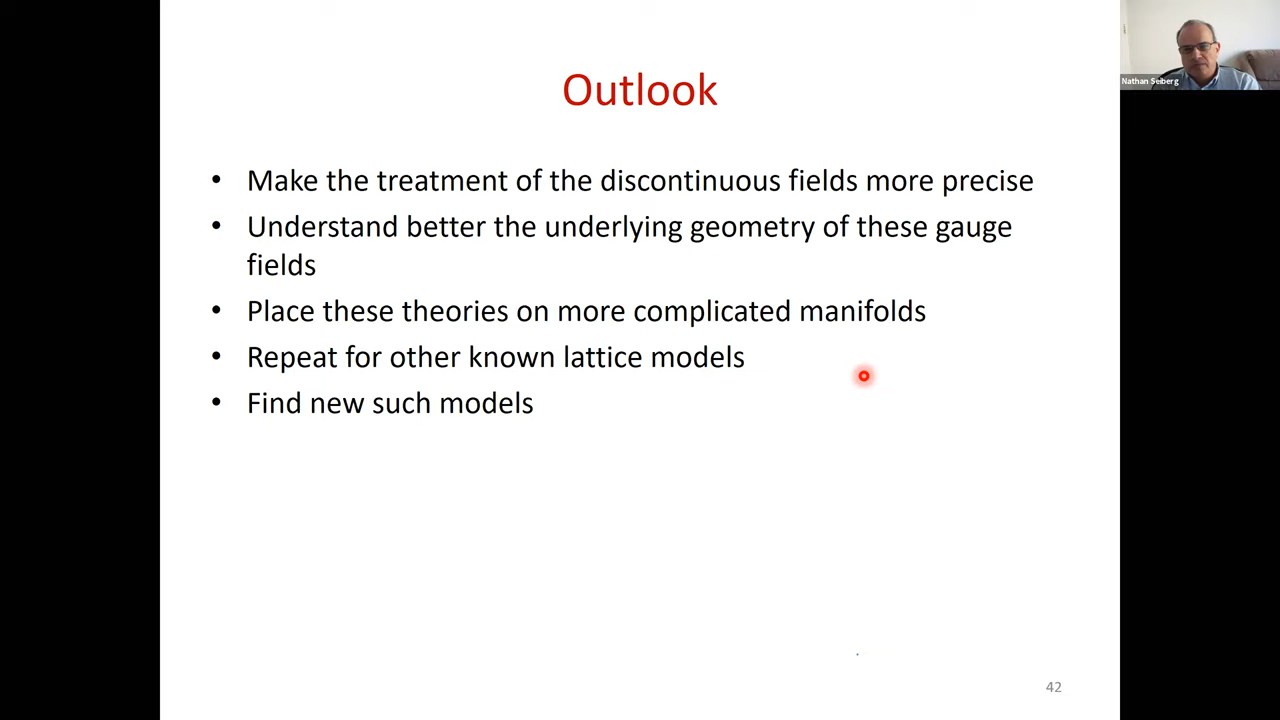 Nathan Seiberg
Outlook
• Make the treatment of the discontinuous fields more precise
• Understand better the underlying geometry of these gauge
fields
• Place these theories on more complicated manifolds
• Repeat for other known lattice models
• Find new such models
42